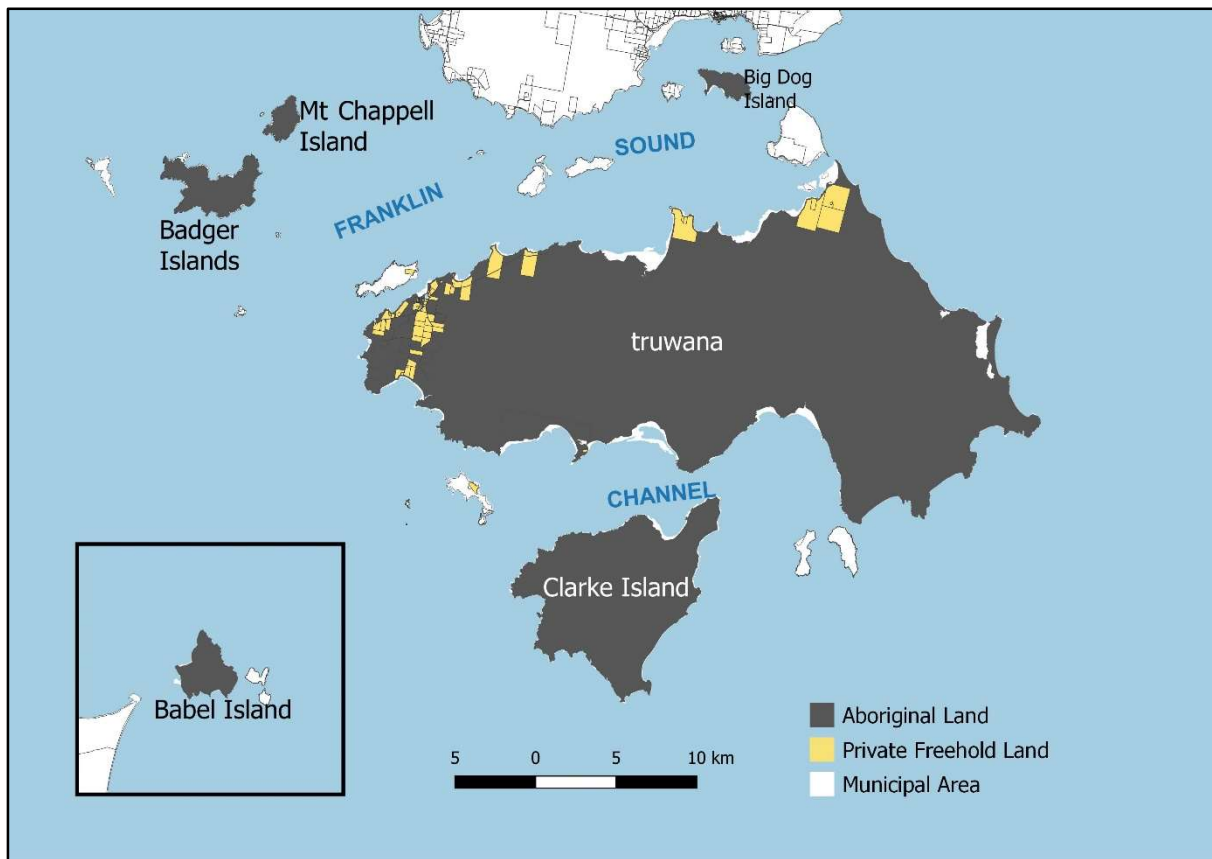 Big Dog
Island
Mt Chappell
Island
SOUND
FRANKLIN
Badger
Islands
truwana
CHANNEL
Clarke Island
Babel Island
Aboriginal Land
Private Freehold Land
Municipal Area
5 0 5 10 km